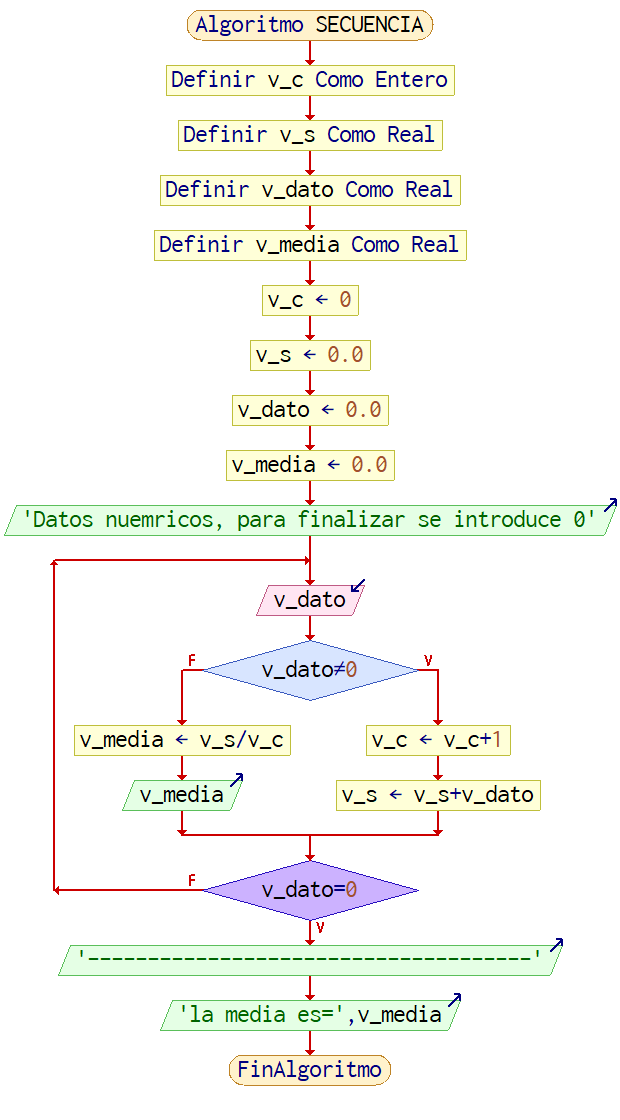 Algoritmo SECUENCIA
Definir v_c Como Entero
Definir v_s Como Real
Definir v_dato Como Real
Definir v_media Como Real
v_c ← 0
v_s ← 0.0
v_dato ← 0.0
v_media ← 0.0
'Datos nuemricos, para finalizar se introduce 0'
v_dato
F
v_dato≠0
V
v_media ← v_s/v_c
v_c ← v_c+1
v_media
v_s ← v_s+v_dato
F
v_dato=0
V
'-------------------------------------'
'la media es=',v_media
FinAlgoritmo